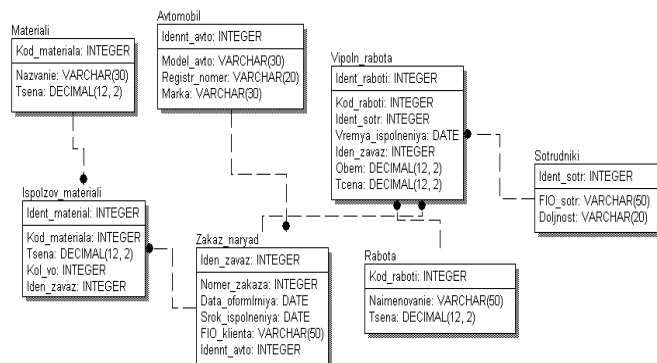 Materiali
Kod_materiala: INTEGER
Nazvanie: VARCHAR(30)
Tsena: DECIMAL(12, 2)
Avtomobil
Idennt_avto: INTEGER
Model_avto: VARCHAR(30)
Registr_nomer: VARCHAR(20)
Marka: VARCHAR(30)
Vipoln_rabota
Ident_raboti: INTEGER
Kod_raboti: INTEGER
Ident_sotr: INTEGER
Vremya_ispolneniya: DATE
Iden_zavaz: INTEGER
Obem: DECIMAL(12, 2)
Tcena: DECIMAL(12, 2)
Sotrudniki
Ident_sotr: INTEGER
FIO_sotr: VARCHAR(50)
Doljnost: VARCHAR(20)
Ispolzov_materiali
Ident_material: INTEGER
Kod_materiala: INTEGER
Tsena: DECIMAL(12, 2)
Kol_vo: INTEGER
Iden_zavaz: INTEGER
Zakaz_naryad
Iden_zavaz: INTEGER
Nomer_zakaza: INTEGER
Data_oformlrniya: DATE
Srok_ispolneniya: DATE
FIO_klienta: VARCHAR(50)
Idennt_avto: INTEGER
Rabota
Kod_raboti: INTEGER
Naimenovanie: VARCHAR(50)
Tsena: DECIMAL(12, 2)